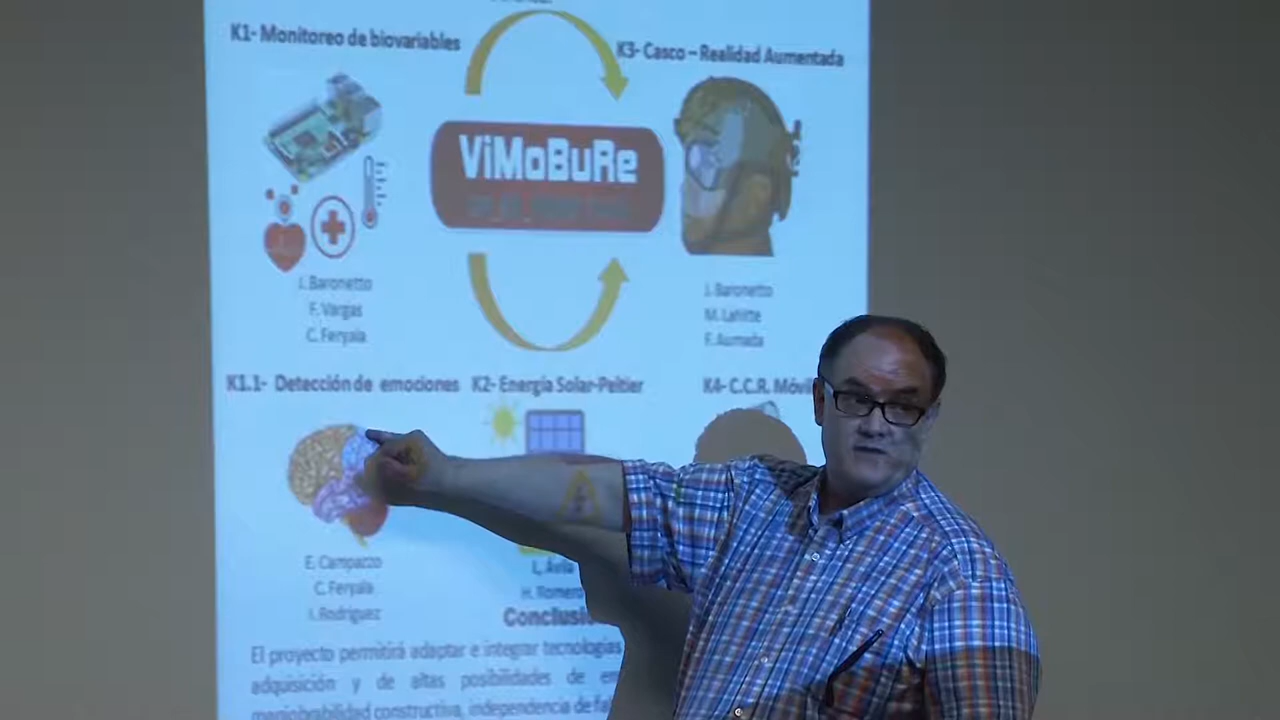 K1- Monitoreo de biovariables
K3- Casco – Realidad Aumentada
ViMoBuRe
J. Baronetto
F. Vargas
C. Feryala
J. Baronetto
M. Lafitte
F. Aumada
K1.1- Detección de emociones
K2- Energía Solar-Peltier
K4- C.C.R. Móvil
E. Campazzo
C. Feryala
I. Rodriguez
L. Avila
H. Romero
El proyecto permitirá adaptar e integrar tecnologías
adquisición y de altas posibilidades de
constructiva, independencia de